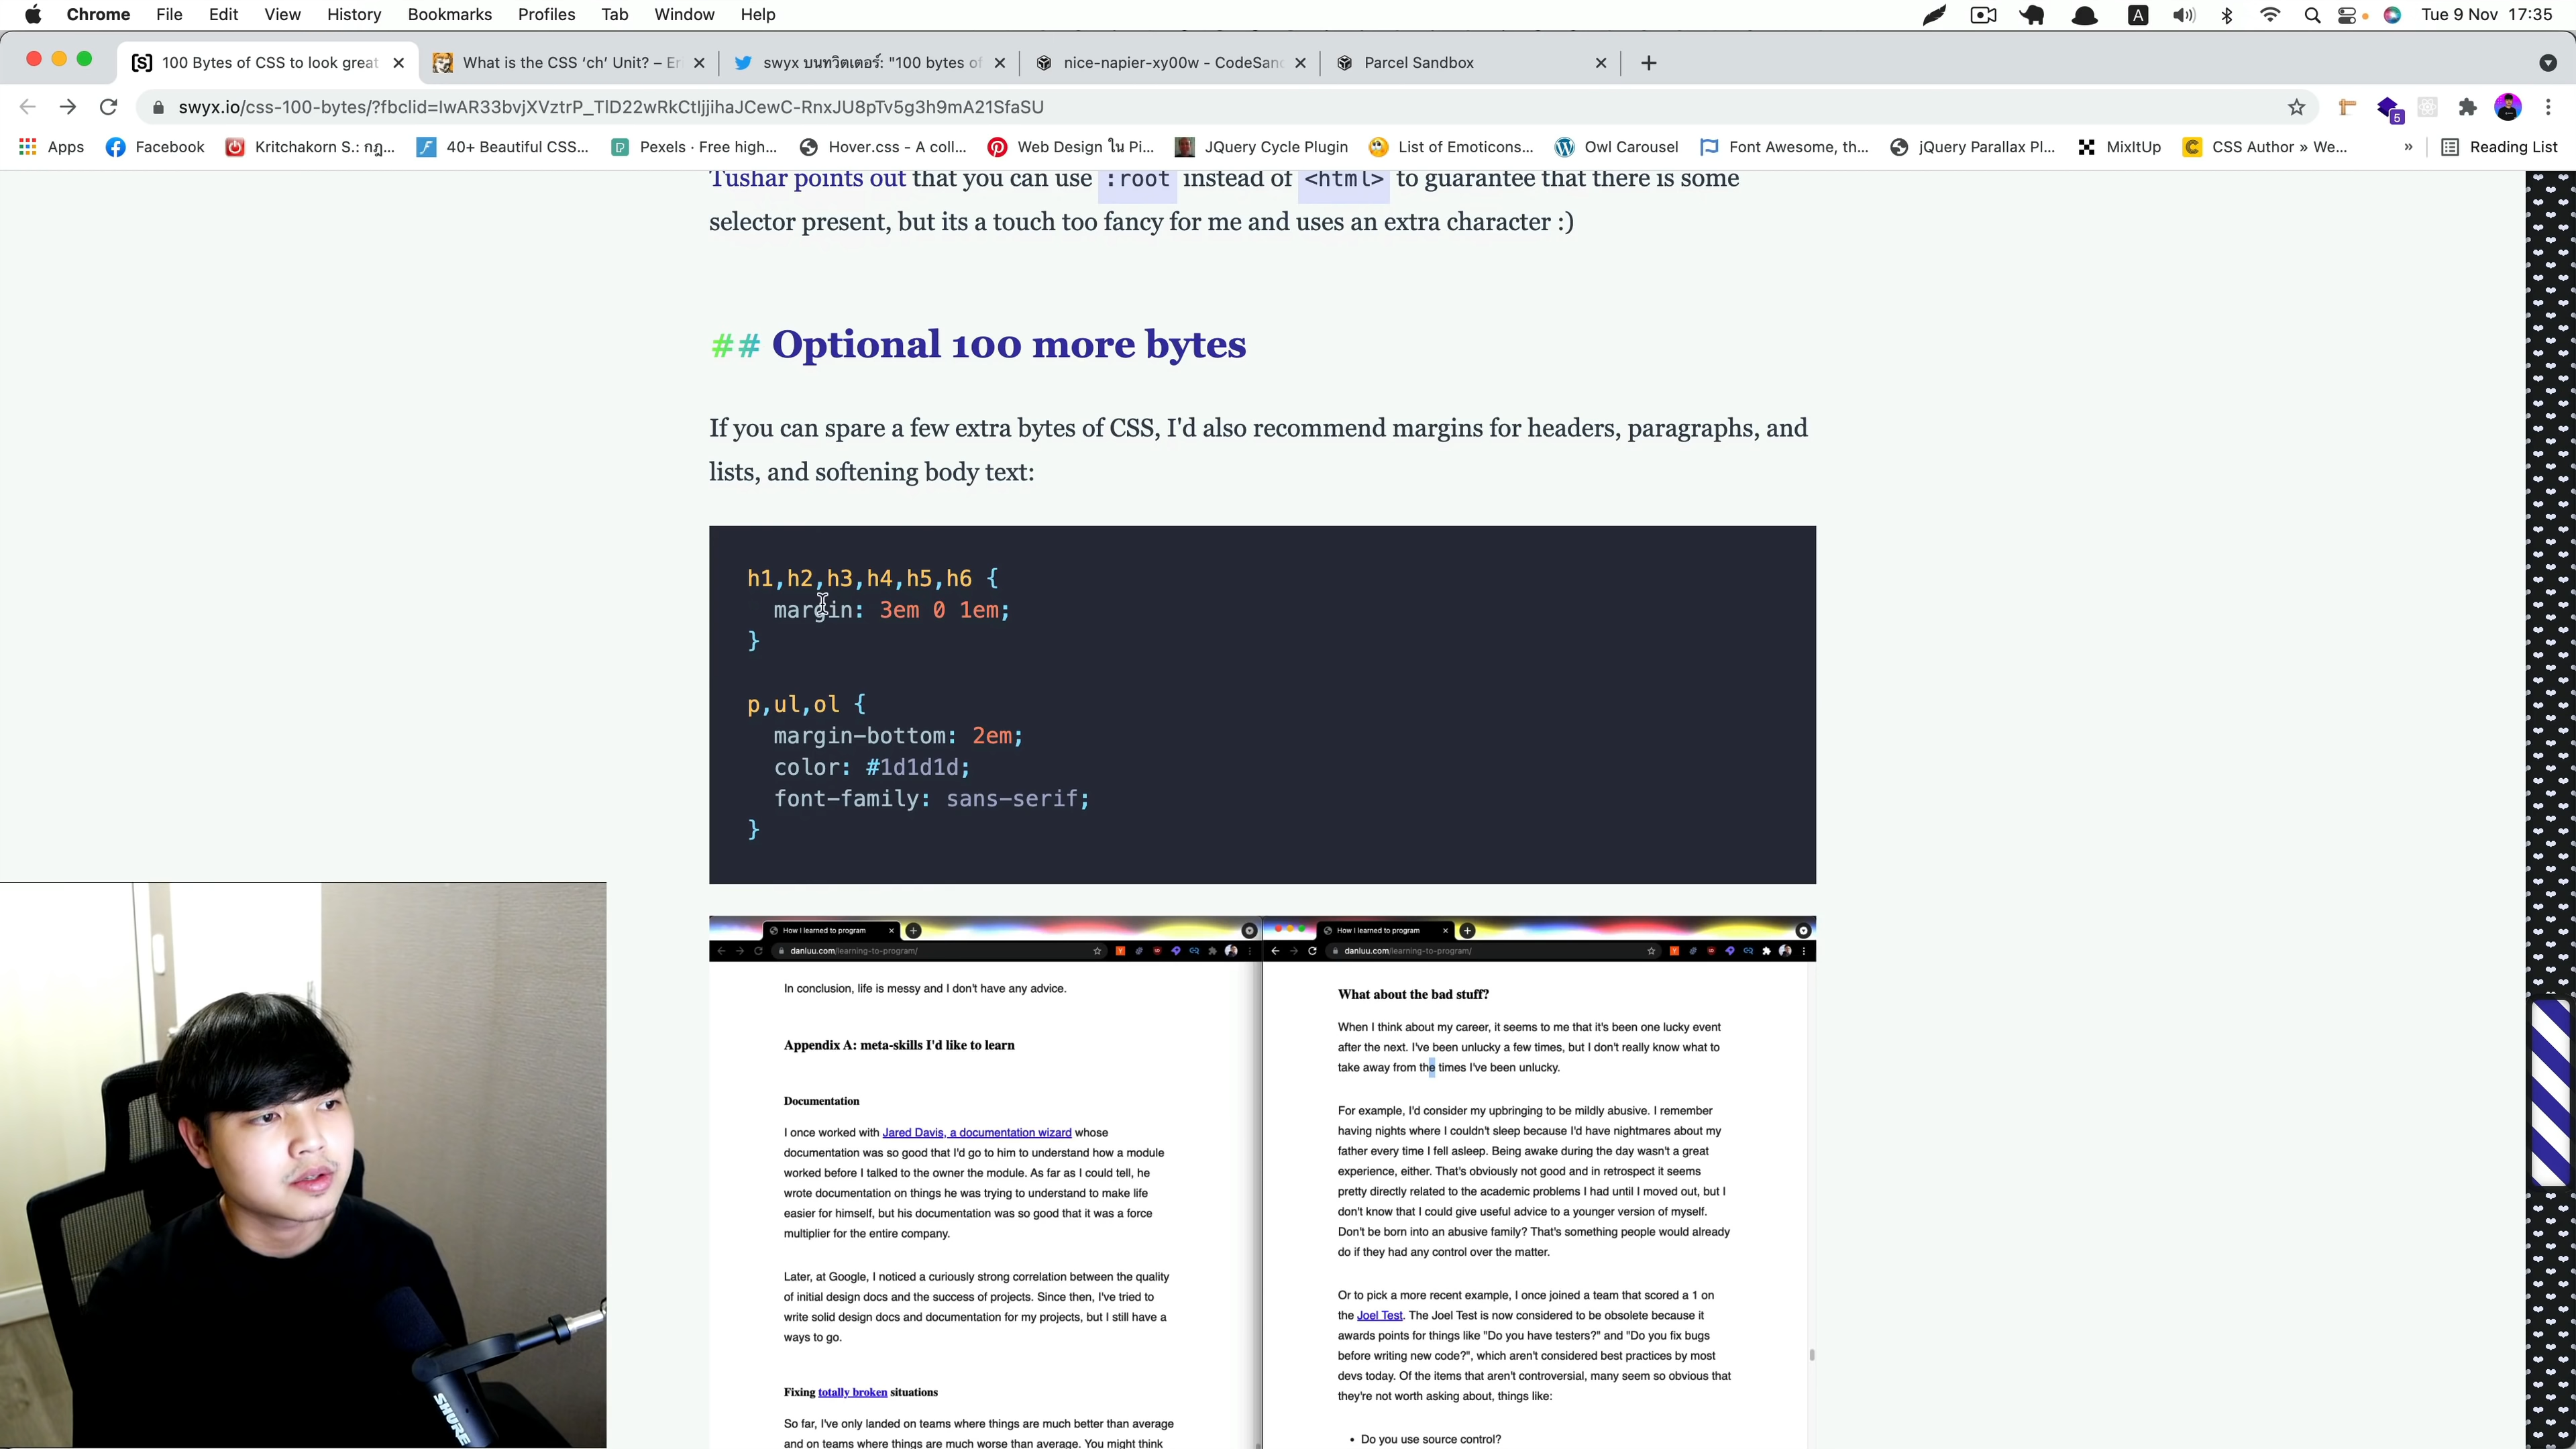 Chrome File Edit View History Bookmarks Profiles Tab Window Help A Tue 9 Nov 17:35
[S] 100 Bytes of CSS to look great What is the CSS ‘ch’ Unit? – Er swyx บนทวิตเตอร์: "100 bytes of nice-napier-xy00w - CodeSand Parcel Sandbox
swyx.io/css-100-bytes/?fbclid=IwAR33bvjXVztrP_TlD22wRkCtljjihaJCewC-RnxJU8pTv5g3h9mA21SfaSU 5
Apps Facebook Kritchakorn S.: กฎ... 40+ Beautiful CSS... Pexels · Free high... Hover.css - A coll... Web Design ใน Pi... JQuery Cycle Plugin List of Emoticons... Owl Carousel Font Awesome, th... jQuery Parallax Pl... MixItUp CSS Author » We... » Reading List
Tushar points out that you can use :root instead of <html> to guarantee that there is some
selector present, but its a touch too fancy for me and uses an extra character :)
## Optional 100 more bytes
If you can spare a few extra bytes of CSS, I'd also recommend margins for headers, paragraphs, and
lists, and softening body text:
h1,h2,h3,h4,h5,h6 {
margin: 3em 0 1em;
}
p,ul,ol {
margin-bottom: 2em;
color: #1d1d1d;
font-family: sans-serif;
}
How I learned to program
danluu.com/learning-to-program/
In conclusion, life is messy and I don't have any advice.
Appendix A: meta-skills I'd like to learn
Documentation
I once worked with Jared Davis, a documentation wizard whose
documentation was so good that I'd go to him to understand how a module
worked before I talked to the owner the module. As far as I could tell, he
wrote documentation on things he was trying to understand to make life
easier for himself, but his documentation was so good that it was a force
multiplier for the entire company.
Later, at Google, I noticed a curiously strong correlation between the quality
of initial design docs and the success of projects. Since then, I've tried to
write solid design docs and documentation for my projects, but I still have a
ways to go.
Fixing totally broken situations
So far, I've only landed on teams where things are much better than average
and on teams where things are much worse than average. You might think
How I learned to program
danluu.com/learning-to-program/
What about the bad stuff?
When I think about my career, it seems to me that it's been one lucky event
after the next. I've been unlucky a few times, but I don't really know what to
take away from the times I've been unlucky.
For example, I'd consider my upbringing to be mildly abusive. I remember
having nights where I couldn't sleep because I'd have nightmares about my
father every time I fell asleep. Being awake during the day wasn't a great
experience, either. That's obviously not good and in retrospect it seems
pretty directly related to the academic problems I had until I moved out, but I
don't know that I could give useful advice to a younger version of myself.
Don't be born into an abusive family? That's something people would already
do if they had any control over the matter.
Or to pick a more recent example, I once joined a team that scored a 1 on
the Joel Test. The Joel Test is now considered to be obsolete because it
awards points for things like "Do you have testers?" and "Do you fix bugs
before writing new code?", which aren't considered best practices by most
devs today. Of the items that aren't controversial, many seem so obvious that
they're not worth asking about, things like:
• Do you use source control?
SHURE